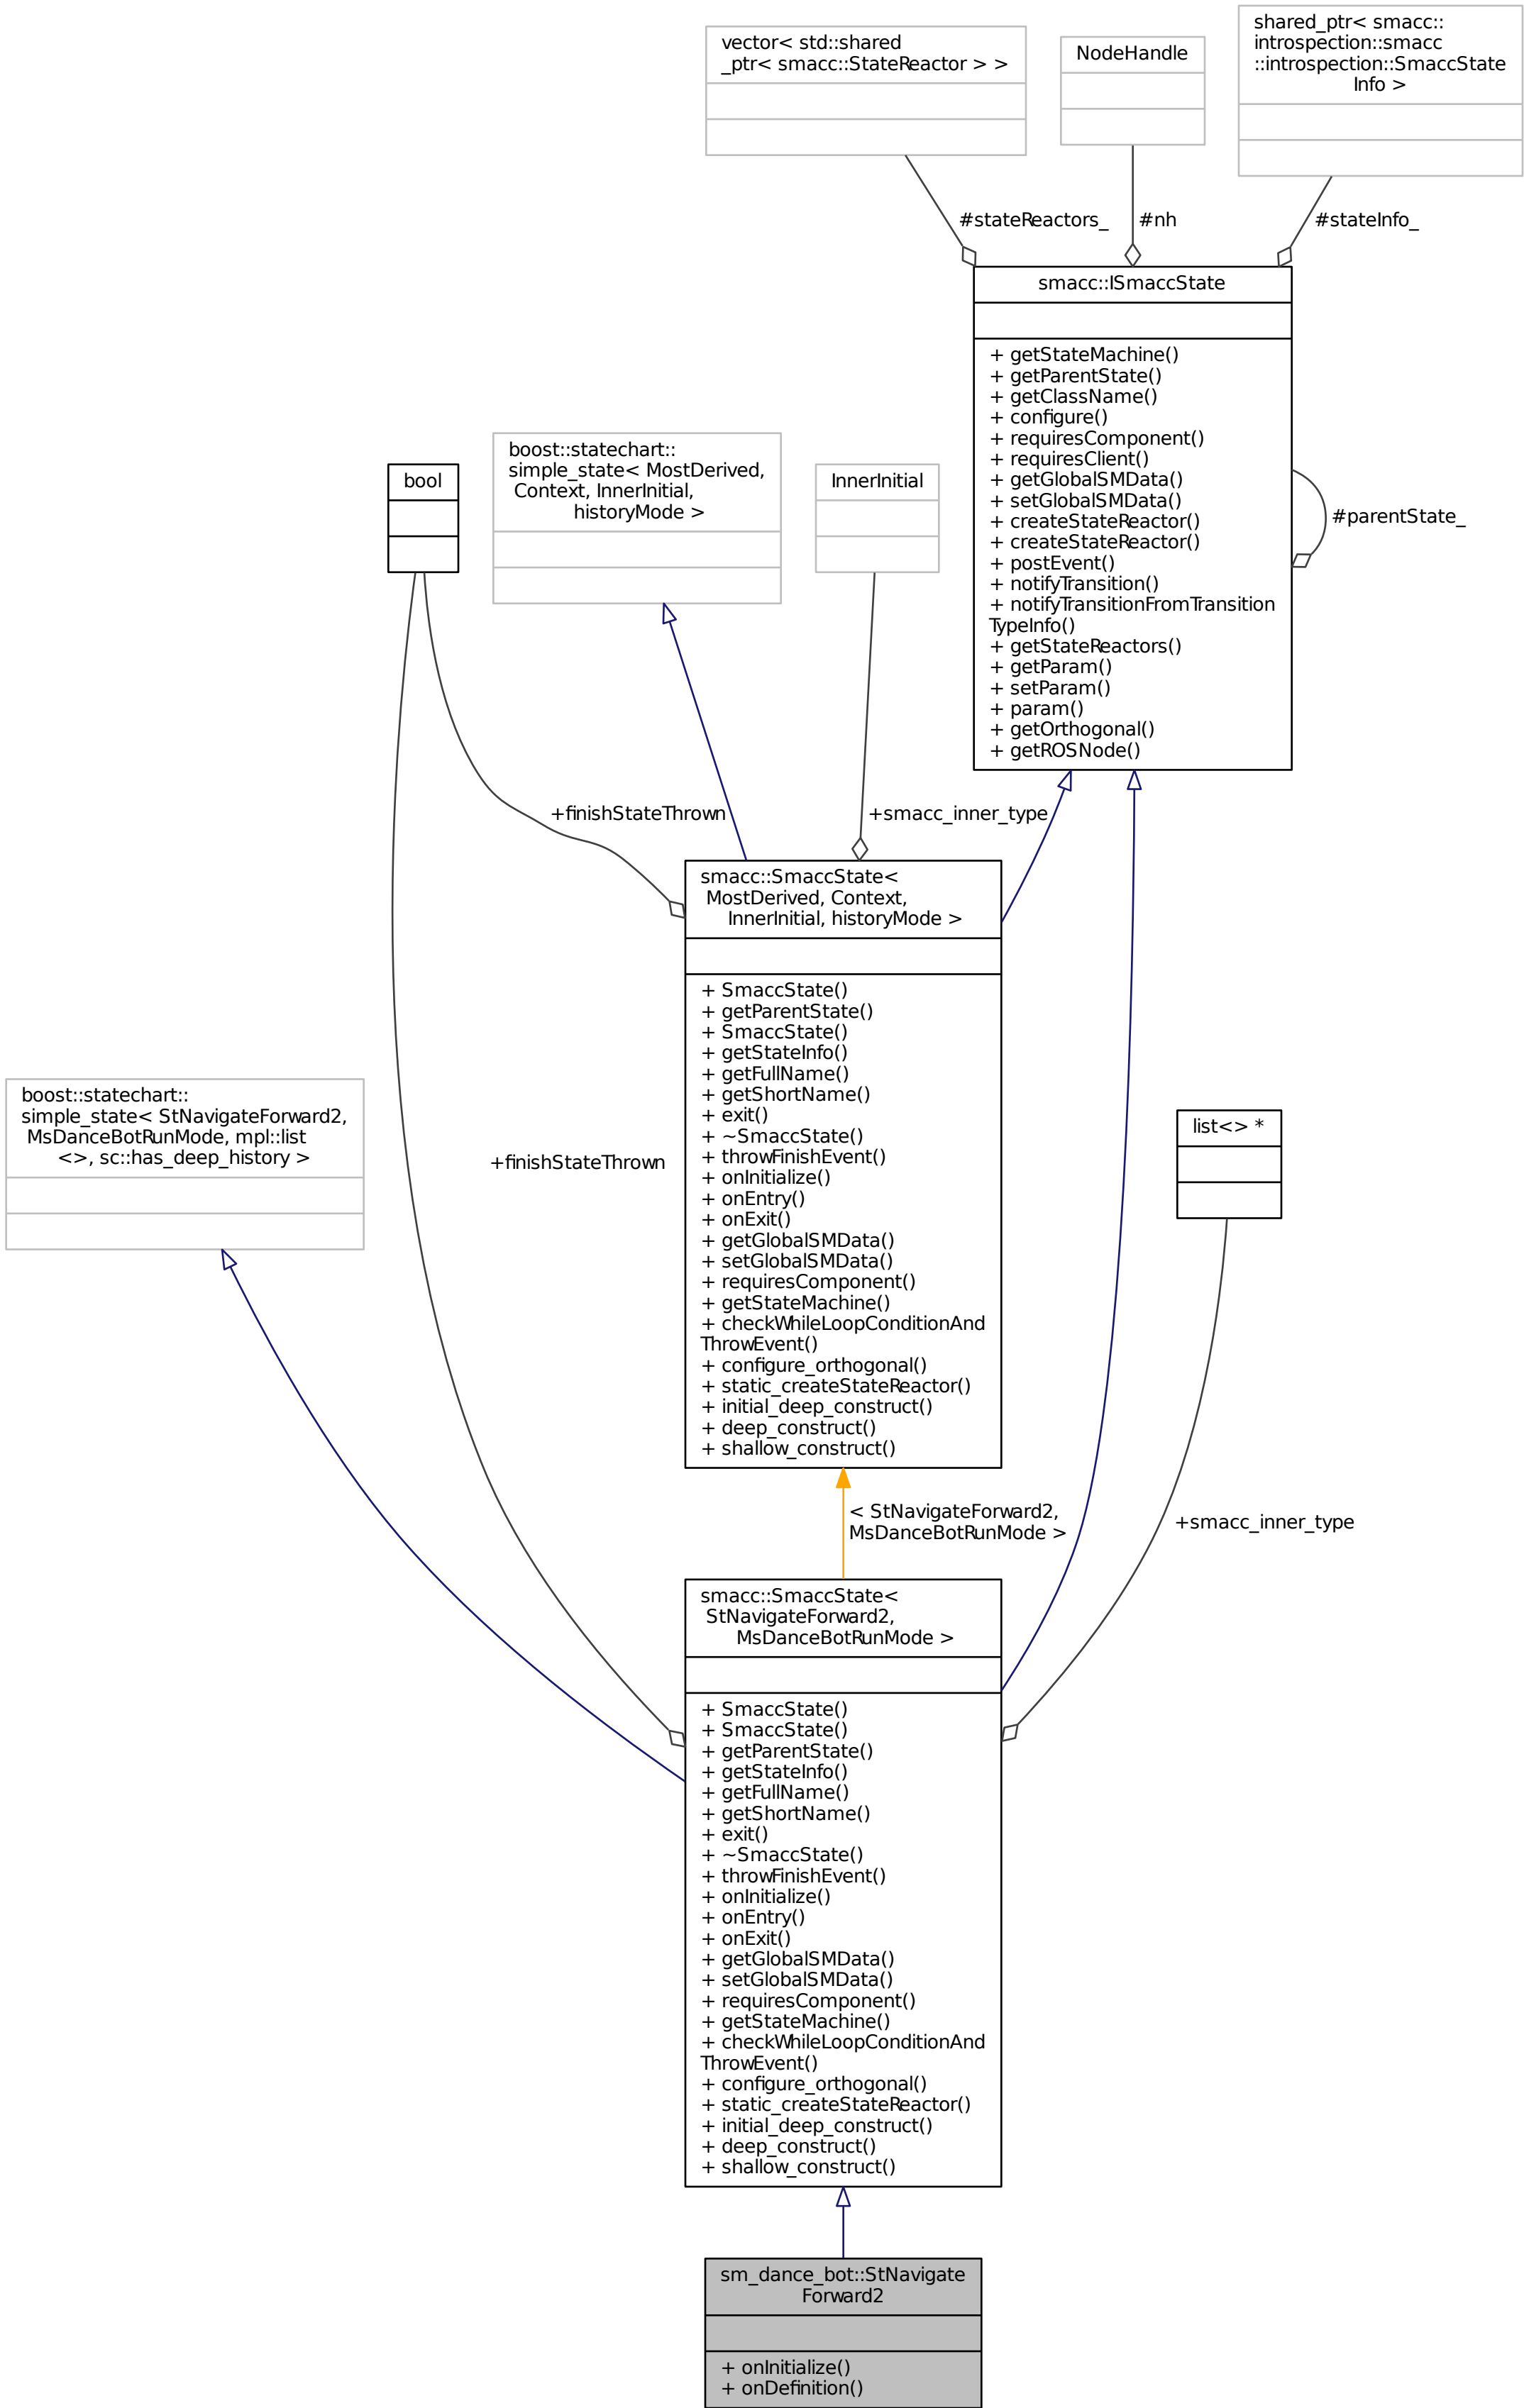 vector< std::shared
_ptr< smacc::StateReactor > >
NodeHandle
shared_ptr< smacc::
introspection::smacc
::introspection::SmaccState
Info >
#stateReactors_
#nh
#stateInfo_
smacc::ISmaccState
+ getStateMachine()
+ getParentState()
+ getClassName()
+ configure()
+ requiresComponent()
+ requiresClient()
+ getGlobalSMData()
+ setGlobalSMData()
+ createStateReactor()
+ createStateReactor()
+ postEvent()
+ notifyTransition()
+ notifyTransitionFromTransition
TypeInfo()
+ getStateReactors()
+ getParam()
+ setParam()
+ param()
+ getOrthogonal()
+ getROSNode()
#parentState_
bool
boost::statechart::
simple_state< MostDerived,
Context, InnerInitial,
historyMode >
InnerInitial
+finishStateThrown
+smacc_inner_type
smacc::SmaccState<
MostDerived, Context,
InnerInitial, historyMode >
+ SmaccState()
+ getParentState()
+ SmaccState()
+ getStateInfo()
+ getFullName()
+ getShortName()
+ exit()
+ ~SmaccState()
+ throwFinishEvent()
+ onInitialize()
+ onEntry()
+ onExit()
+ getGlobalSMData()
+ setGlobalSMData()
+ requiresComponent()
+ getStateMachine()
+ checkWhileLoopConditionAnd
ThrowEvent()
+ configure_orthogonal()
+ static_createStateReactor()
+ initial_deep_construct()
+ deep_construct()
+ shallow_construct()
boost::statechart::
simple_state< StNavigateForward2,
MsDanceBotRunMode, mpl::list
<>, sc::has_deep_history >
+finishStateThrown
list<> *
+smacc_inner_type
< StNavigateForward2,
MsDanceBotRunMode >
smacc::SmaccState<
StNavigateForward2,
MsDanceBotRunMode >
+ SmaccState()
+ SmaccState()
+ getParentState()
+ getStateInfo()
+ getFullName()
+ getShortName()
+ exit()
+ ~SmaccState()
+ throwFinishEvent()
+ onInitialize()
+ onEntry()
+ onExit()
+ getGlobalSMData()
+ setGlobalSMData()
+ requiresComponent()
+ getStateMachine()
+ checkWhileLoopConditionAnd
ThrowEvent()
+ configure_orthogonal()
+ static_createStateReactor()
+ initial_deep_construct()
+ deep_construct()
+ shallow_construct()
sm_dance_bot::StNavigate
Forward2
+ onInitialize()
+ onDefinition()